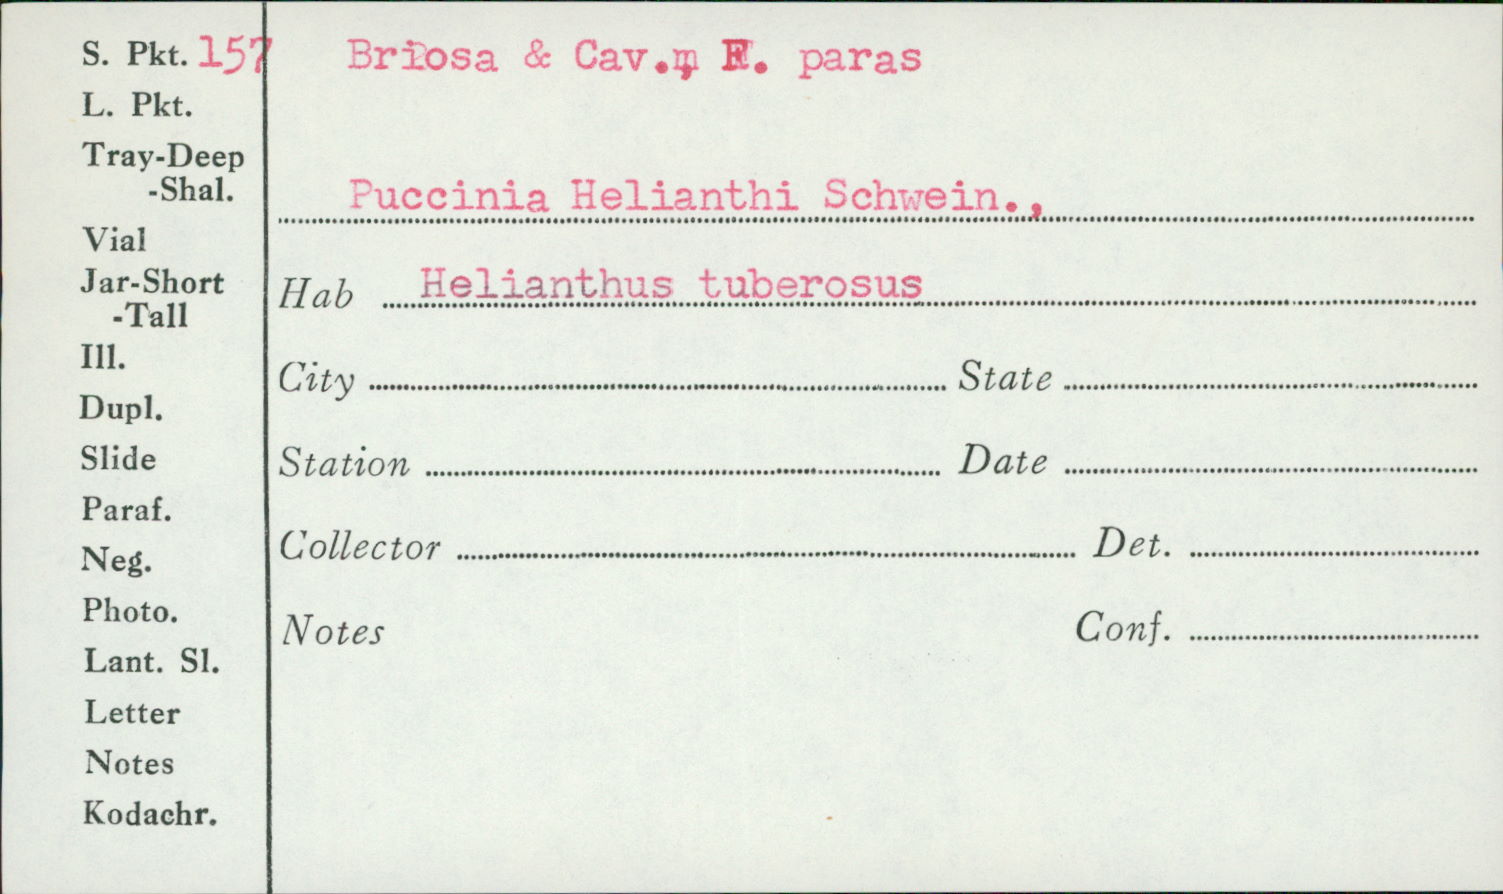 S. Pkt. 157
L. Pkt.
Tray-Deep
-Shal.
Vial
Jar-Short
-Tall
Ill.
Dupl.
Slide
Paraf.
Neg.
Photo.
Lant. Sl.
Letter
Notes
Kodachr.
Briosa & Cav., F. paras
Puccinia Helianthi Schwein.,
Hab Helianthus tuberosus
City State
Station Date
Collector Det.
Notes Conf.